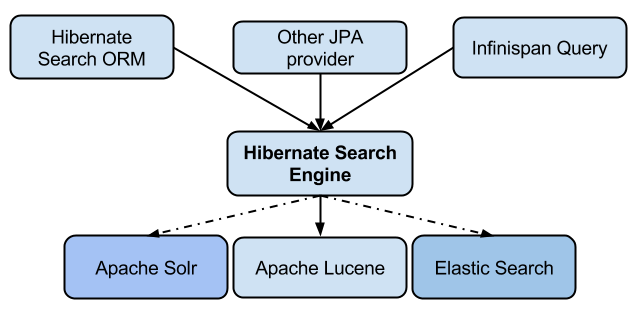 Hibernate
Search ORM
Other JPA
provider
Infinispan Query
Hibernate Search
Engine
Apache Solr
Apache Lucene
Elastic Search